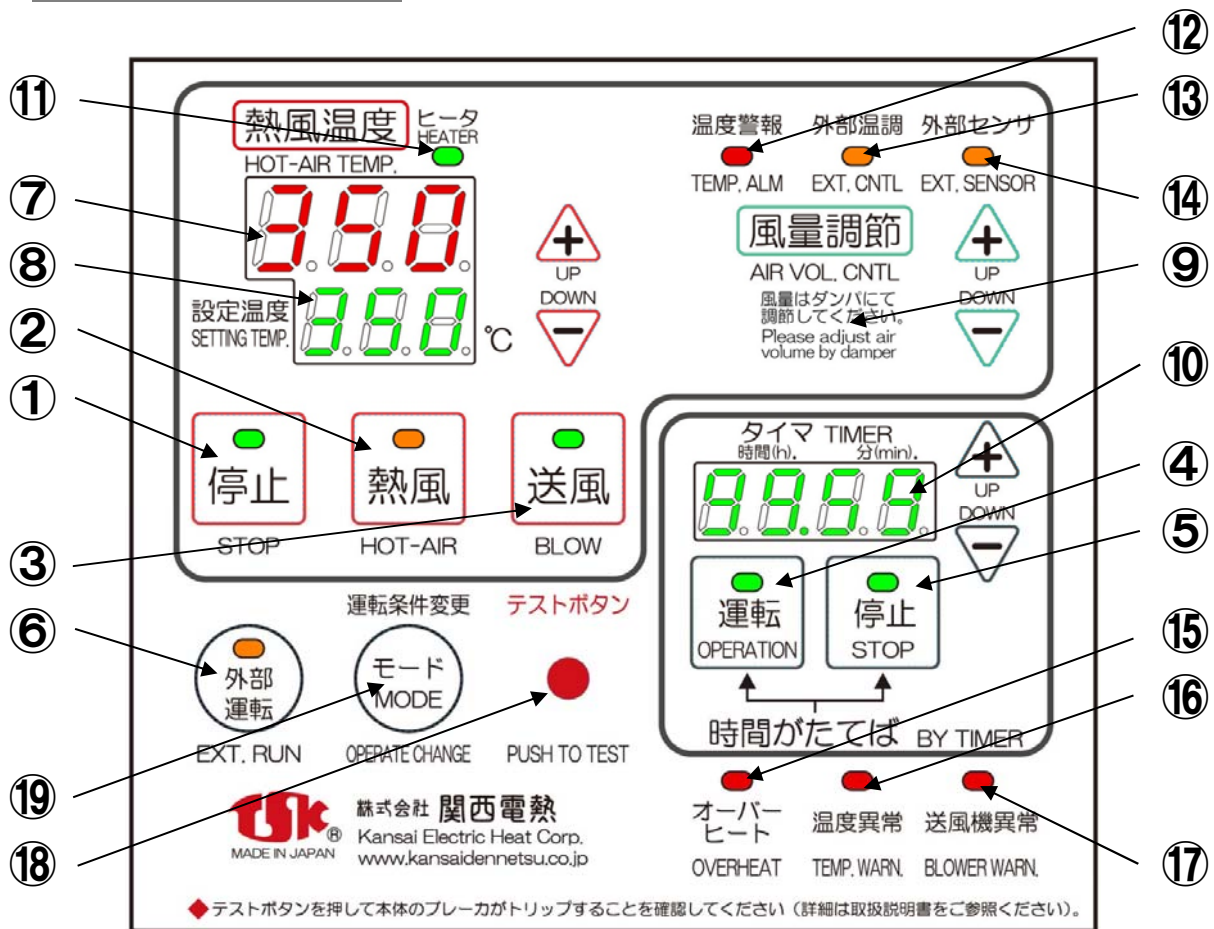 ⑫
⑪
⑬
熱風温度
ヒータ
HEATER
HOT-AIR TEMP.
温度警報 外部温調 外部センサ
TEMP. ALM EXT. CNTL EXT. SENSOR
⑭
⑦
350
UP
DOWN
風量調節
AIR VOL. CNTL
風量はダンパにて
調節してください。
Please adjust air
volume by damper
UP
DOWN
⑨
⑧
設定温度
SETTING TEMP.
350
℃
②
⑩
①
停止
STOP
熱風
HOT-AIR
送風
BLOW
③
タイマ TIMER
時間(h). 分(min).
99.59
UP
DOWN
④
⑤
運転
OPERATION
停止
STOP
時間がたてば BY TIMER
⑥
外部
運転
EXT. RUN
運転条件変更
モード
MODE
OPERATE CHANGE
テストボタン
PUSH TO TEST
⑮
⑯
オーバー
ヒート
OVERHEAT
温度異常
TEMP. WARN.
送風機異常
BLOWER WARN.
⑰
⑲
⑱
TSK ®
MADE IN JAPAN
株式会社 関西電熱
Kansai Electric Heat Corp.
www.kansaidennetsu.co.jp
◆テストボタンを押して本体のブレーカがトリップすることを確認してください（詳細は取扱説明書をご参照ください）。